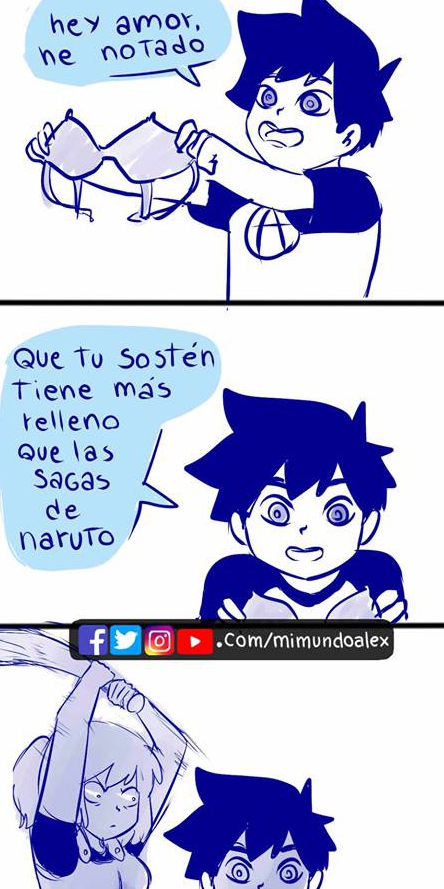 hey amor,
he notado
Que tu sostén
tiene más
relleno
que las
sagas
de
naruto
.com/mimundoalex